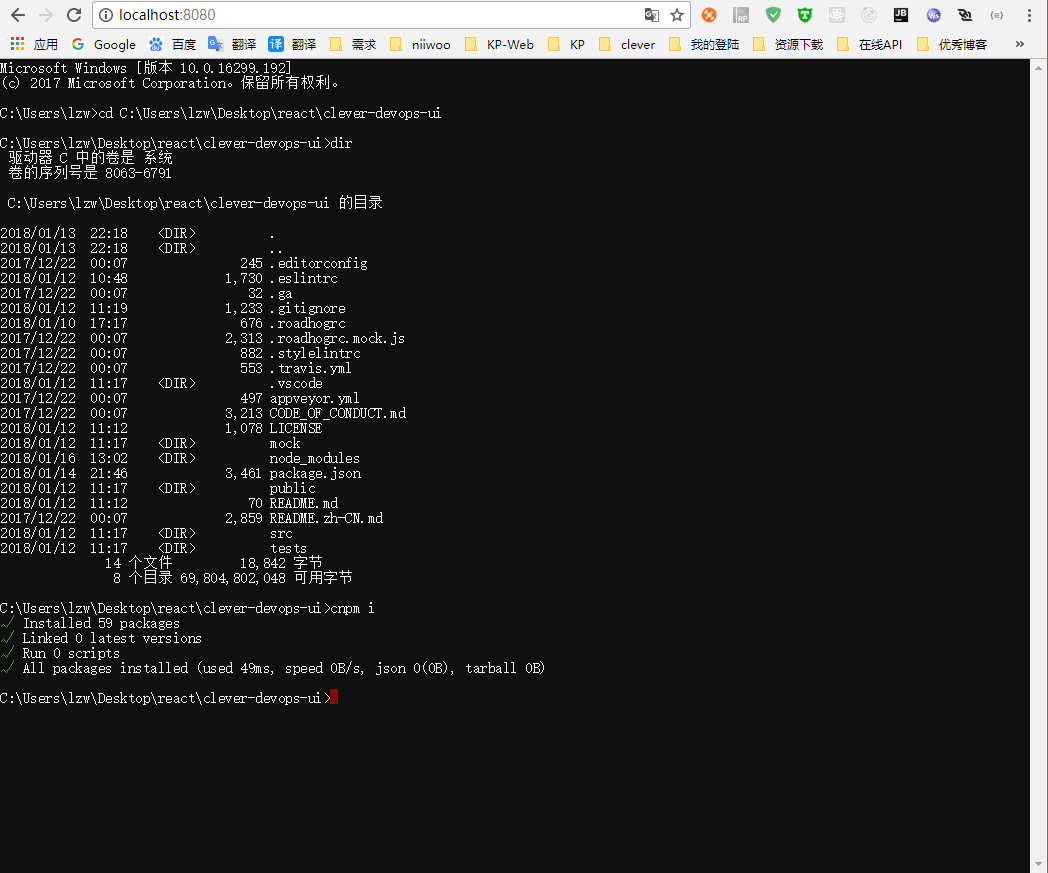 localhost:8080
应用 Google 百度 翻译 翻译 需求 niiwoo KP-Web KP clever 我的登陆 资源下载 在线API 优秀博客 »
Microsoft Windows [版本 10.0.16299.192]
(c) 2017 Microsoft Corporation。保留所有权利。
C:\Users\lzw>cd C:\Users\lzw\Desktop\react\clever-devops-ui
C:\Users\lzw\Desktop\react\clever-devops-ui>dir
驱动器 C 中的卷是 系统
卷的序列号是 8063-6791
C:\Users\lzw\Desktop\react\clever-devops-ui 的目录
2018/01/13 22:18 <DIR> .
2018/01/13 22:18 <DIR> ..
2017/12/22 00:07 245 .editorconfig
2018/01/12 10:48 1,730 .eslintrc
2017/12/22 00:07 32 .ga
2018/01/12 11:19 1,233 .gitignore
2018/01/10 17:17 676 .roadhogrc
2017/12/22 00:07 2,313 .roadhogrc.mock.js
2017/12/22 00:07 882 .stylelintrc
2017/12/22 00:07 553 .travis.yml
2018/01/12 11:17 <DIR> .vscode
2017/12/22 00:07 497 appveyor.yml
2017/12/22 00:07 3,213 CODE_OF_CONDUCT.md
2018/01/12 11:12 1,078 LICENSE
2018/01/12 11:17 <DIR> mock
2018/01/16 13:02 <DIR> node_modules
2018/01/14 21:46 3,461 package.json
2018/01/12 11:17 <DIR> public
2018/01/12 11:12 70 README.md
2017/12/22 00:07 2,859 README.zh-CN.md
2018/01/12 11:17 <DIR> src
2018/01/12 11:17 <DIR> tests
14 个文件 18,842 字节
8 个目录 69,804,802,048 可用字节
C:\Users\lzw\Desktop\react\clever-devops-ui>cnpm i
√ Installed 59 packages
√ Linked 0 latest versions
√ Run 0 scripts
√ All packages installed (used 49ms, speed 0B/s, json 0(0B), tarball 0B)
C:\Users\lzw\Desktop\react\clever-devops-ui>